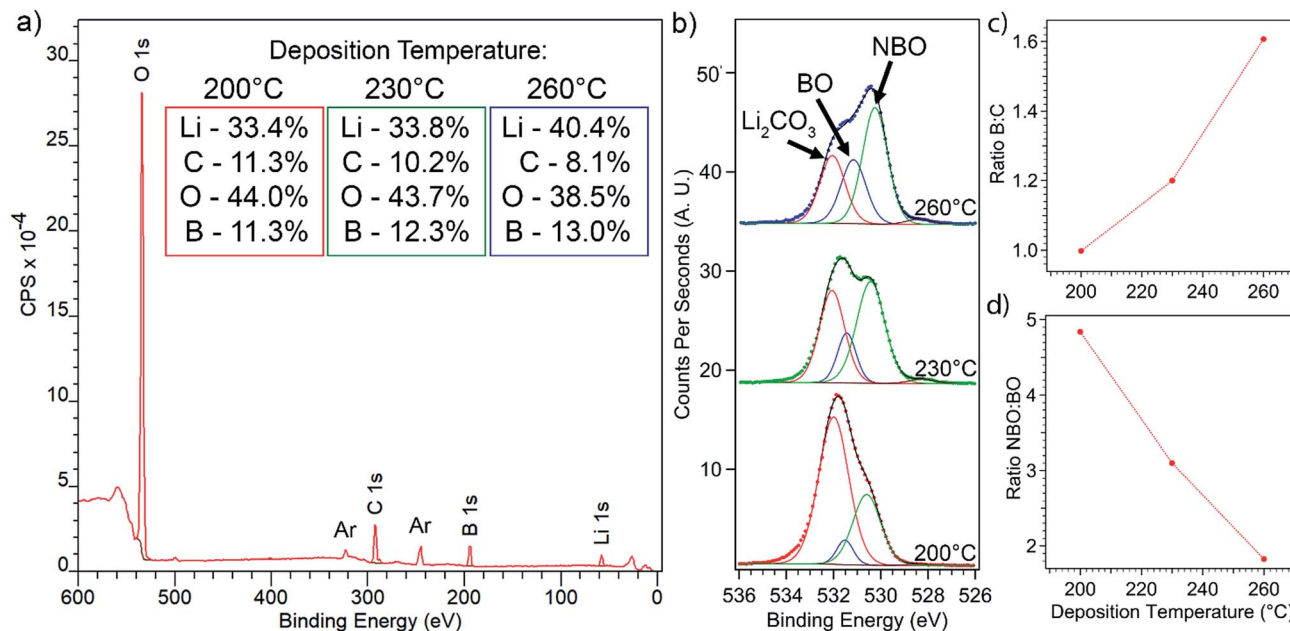 a)
Deposition Temperature:
200°C 230°C 260°C
Li - 33.4% Li - 33.8% Li - 40.4%
C - 11.3% C - 10.2% C - 8.1%
O - 44.0% O - 43.7% O - 38.5%
B - 11.3% B - 12.3% B - 13.0%
O 1s
Ar
C 1s
Ar
B 1s
Li 1s
CPS x 10⁻⁴
30
25
20
15
10
5
0
600 400 200 0
Binding Energy (eV)
b)
NBO
BO
Li₂CO₃
260°C
230°C
200°C
Counts Per Seconds (A. U.)
50'
40
30
20
10
536 534 532 530 528 526
Binding Energy (eV)
c)
Ratio B:C
1.6
1.4
1.2
1.0
200 220 240 260
d)
Ratio NBO:BO
5
4
3
2
200 220 240 260
Deposition Temperature (°C)